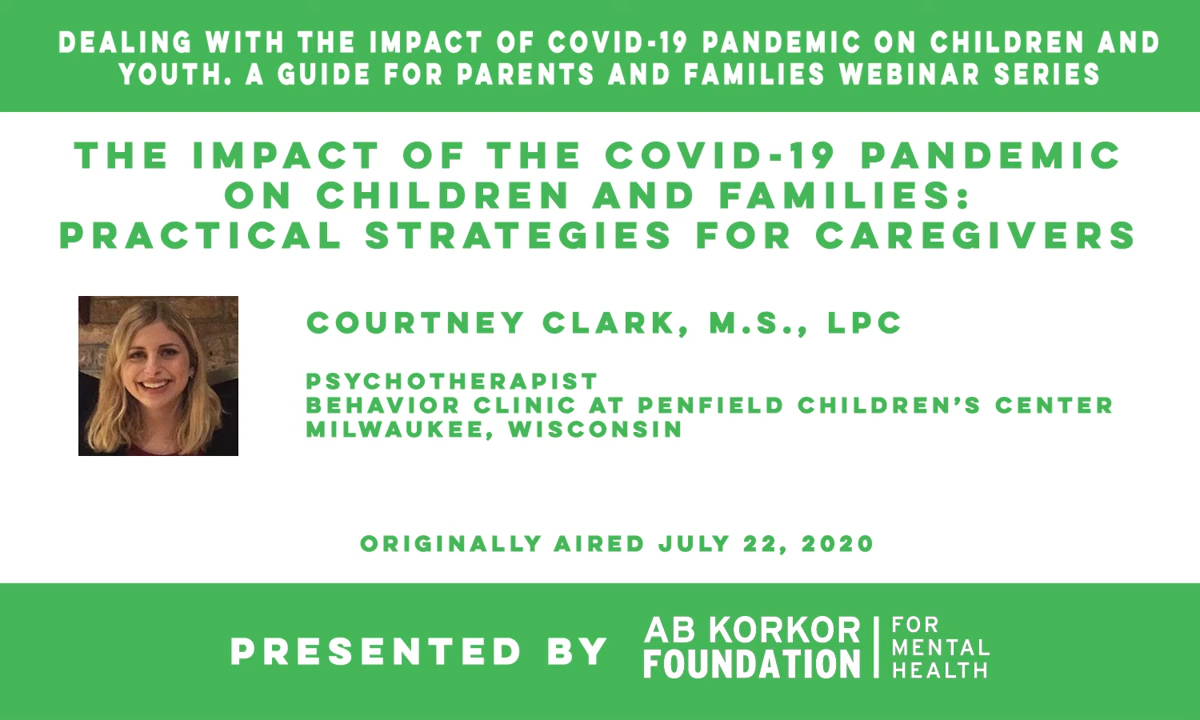 DEALING WITH THE IMPACT OF COVID-19 PANDEMIC ON CHILDREN AND
YOUTH. A GUIDE FOR PARENTS AND FAMILIES WEBINAR SERIES
THE IMPACT OF THE COVID-19 PANDEMIC
ON CHILDREN AND FAMILIES:
PRACTICAL STRATEGIES FOR CAREGIVERS
COURTNEY CLARK, M.S., LPC
PSYCHOTHERAPIST
BEHAVIOR CLINIC AT PENFIELD CHILDREN'S CENTER
MILWAUKEE, WISCONSIN
ORIGINALLY AIRED JULY 22, 2020
PRESENTED BY
AB KORKOR
FOUNDATION
FOR
MENTAL
HEALTH